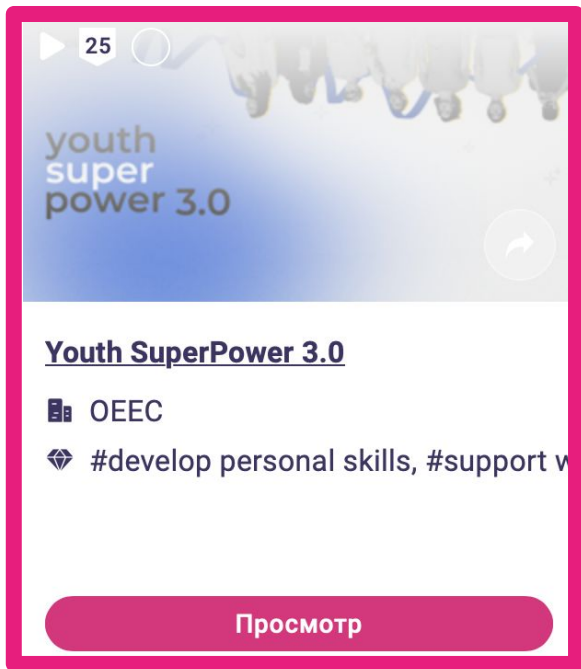 25
youth
super
power 3.0
Youth SuperPower 3.0
OEEC
#develop personal skills, #support w
Просмотр